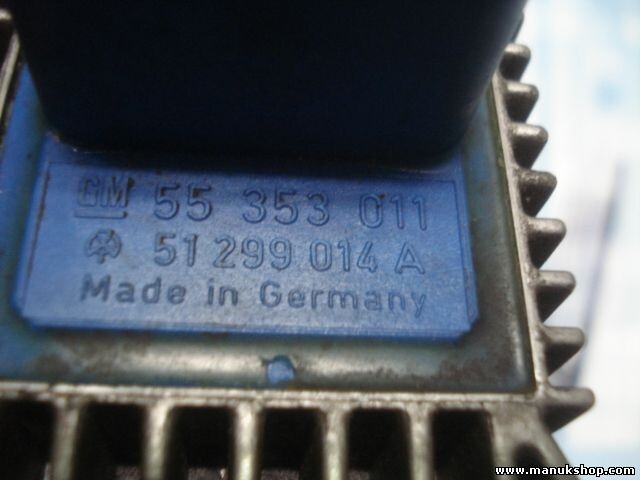 GM 55 353 011
51 299 014 A
Made in Germany
www.manukshop.com